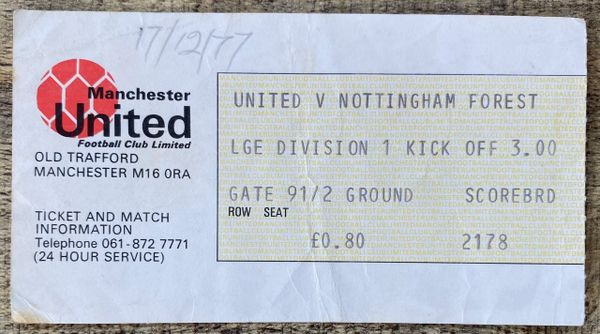 17/12/77
Manchester
United
Football Club Limited
OLD TRAFFORD
MANCHESTER M16 0RA
TICKET AND MATCH
INFORMATION
Telephone 061-872 7771
(24 HOUR SERVICE)
UNITED V NOTTINGHAM FOREST
LGE DIVISION 1 KICK OFF 3.00
GATE 91/2 GROUND SCOREBRD
ROW SEAT
£0.80 2178